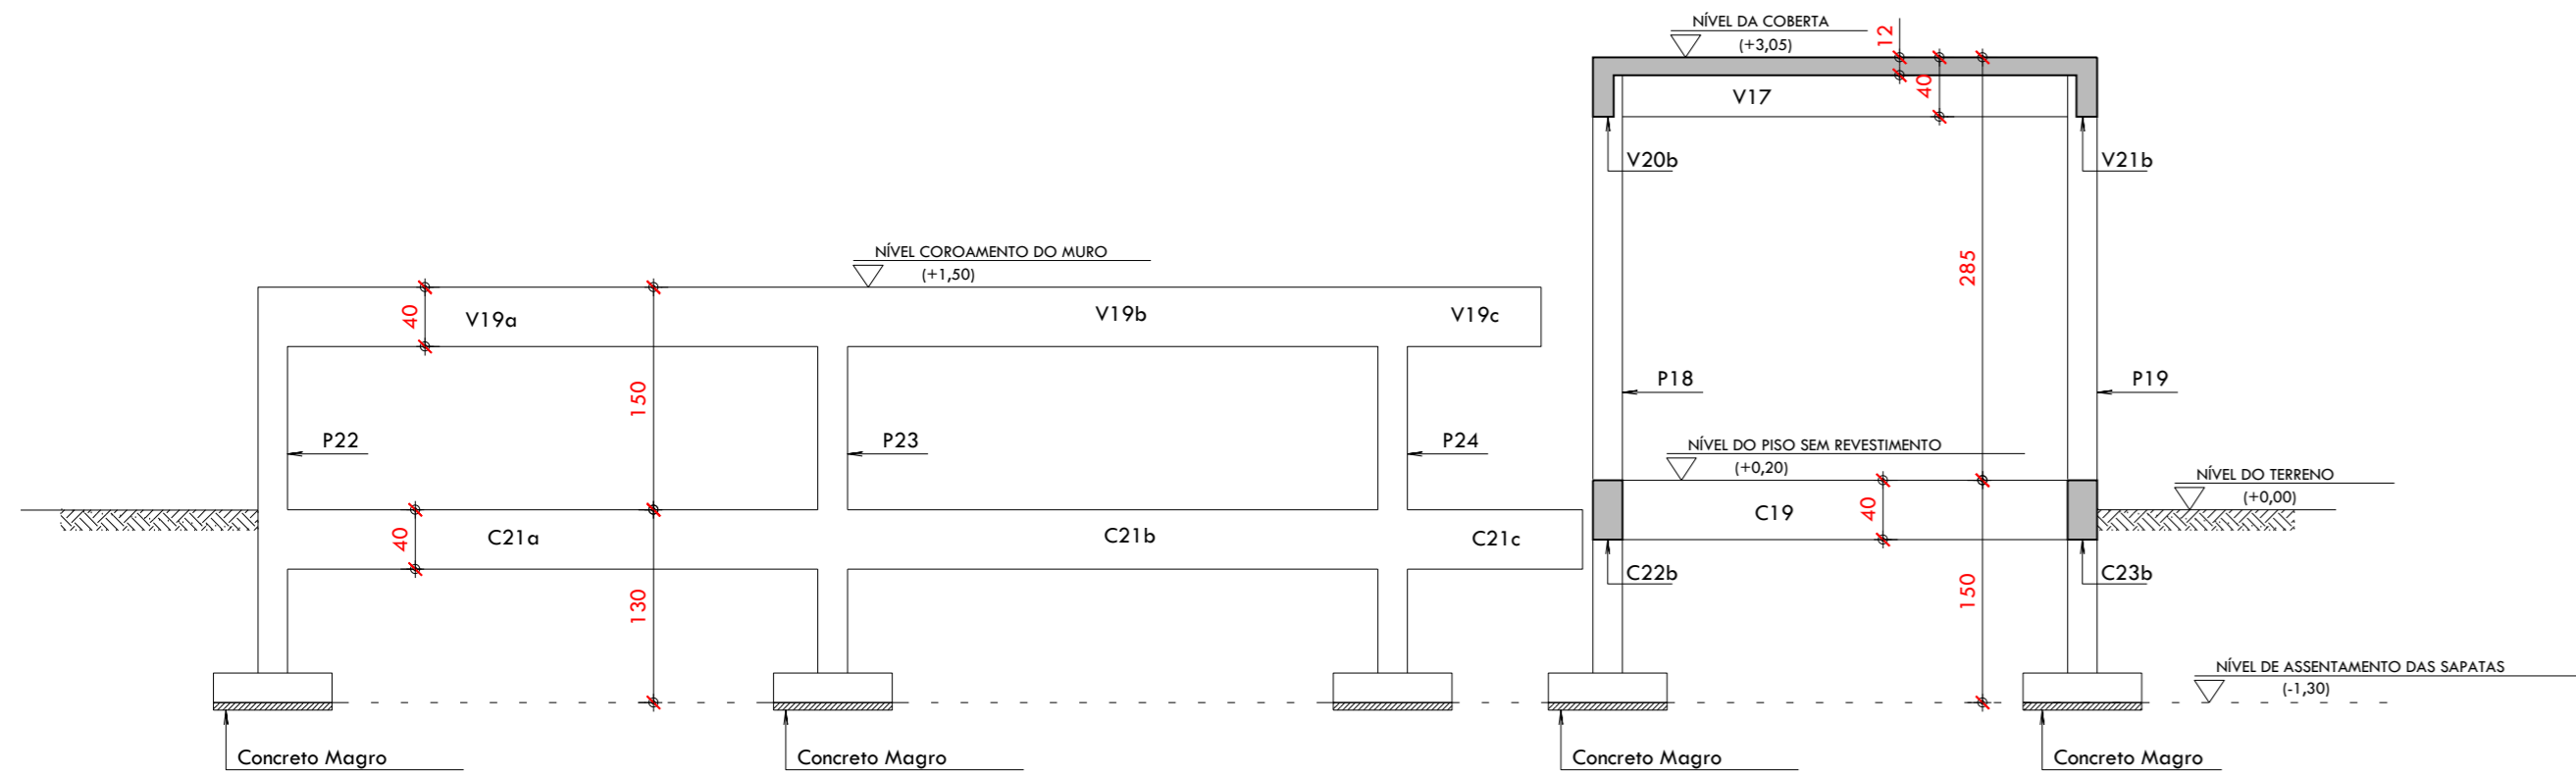 NÍVEL DA COBERTA
(+3,05)
12
40
V17
V20b
V21b
NÍVEL COROAMENTO DO MURO
(+1,50)
285
40
V19a
V19b
V19c
P18
P19
150
P22
P23
P24
NÍVEL DO PISO SEM REVESTIMENTO
(+0,20)
NÍVEL DO TERRENO
(+0,00)
40
C19
40
C21a
C21b
C21c
C22b
C23b
130
150
NÍVEL DE ASSENTAMENTO DAS SAPATAS
(-1,30)
Concreto Magro
Concreto Magro
Concreto Magro
Concreto Magro